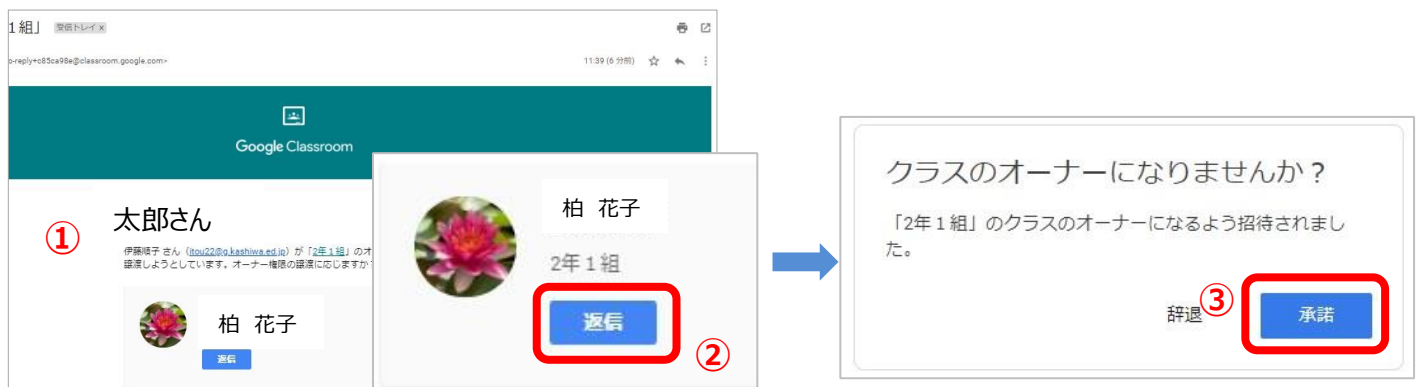 1組」 受信トレイ ×
o-reply+c85ca98e@classroom.google.com> 11:39 (6 分前)
Google Classroom
①
太郎さん
伊藤順子 さん（itou22@g.kashiwa.ed.jp）が「2年１組」のオ
譲渡しようとしています。オーナー権限の譲渡に応じますか？
柏 花子
返信
柏 花子
2年１組
返信
②
クラスのオーナーになりませんか？
「2年１組」のクラスのオーナーになるよう招待されまし
た。
辞退 ③ 承諾